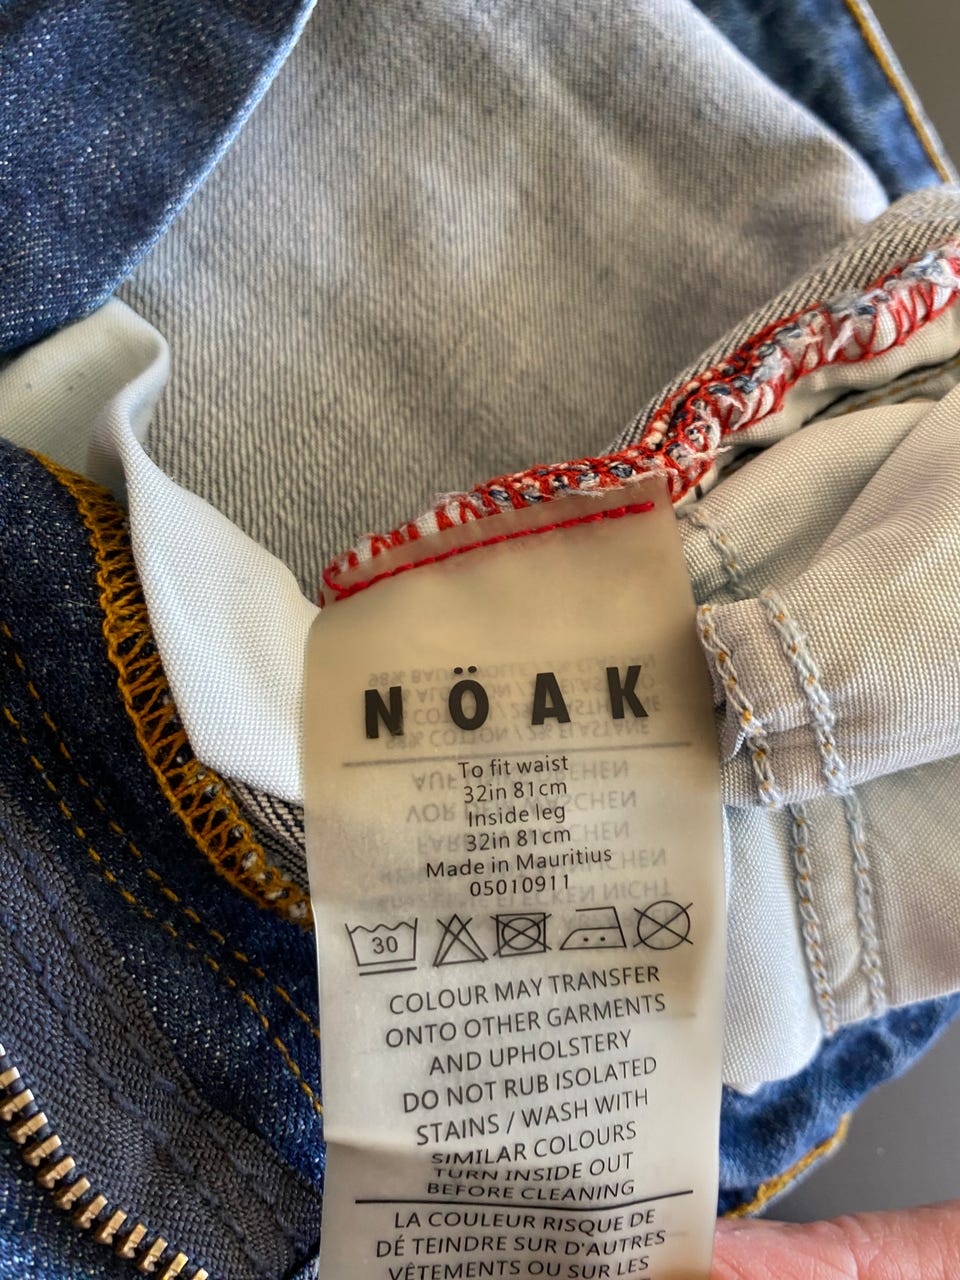 NÖAK
To fit waist
32in 81cm
Inside leg
32in 81cm
Made in Mauritius
05010911
30
COLOUR MAY TRANSFER
ONTO OTHER GARMENTS
AND UPHOLSTERY
DO NOT RUB ISOLATED
STAINS / WASH WITH
SIMILAR COLOURS
TURN INSIDE OUT
BEFORE CLEANING
LA COULEUR RISQUE DE
DÉTEINDRE SUR D'AUTRES
VÊTEMENTS OU SUR LES